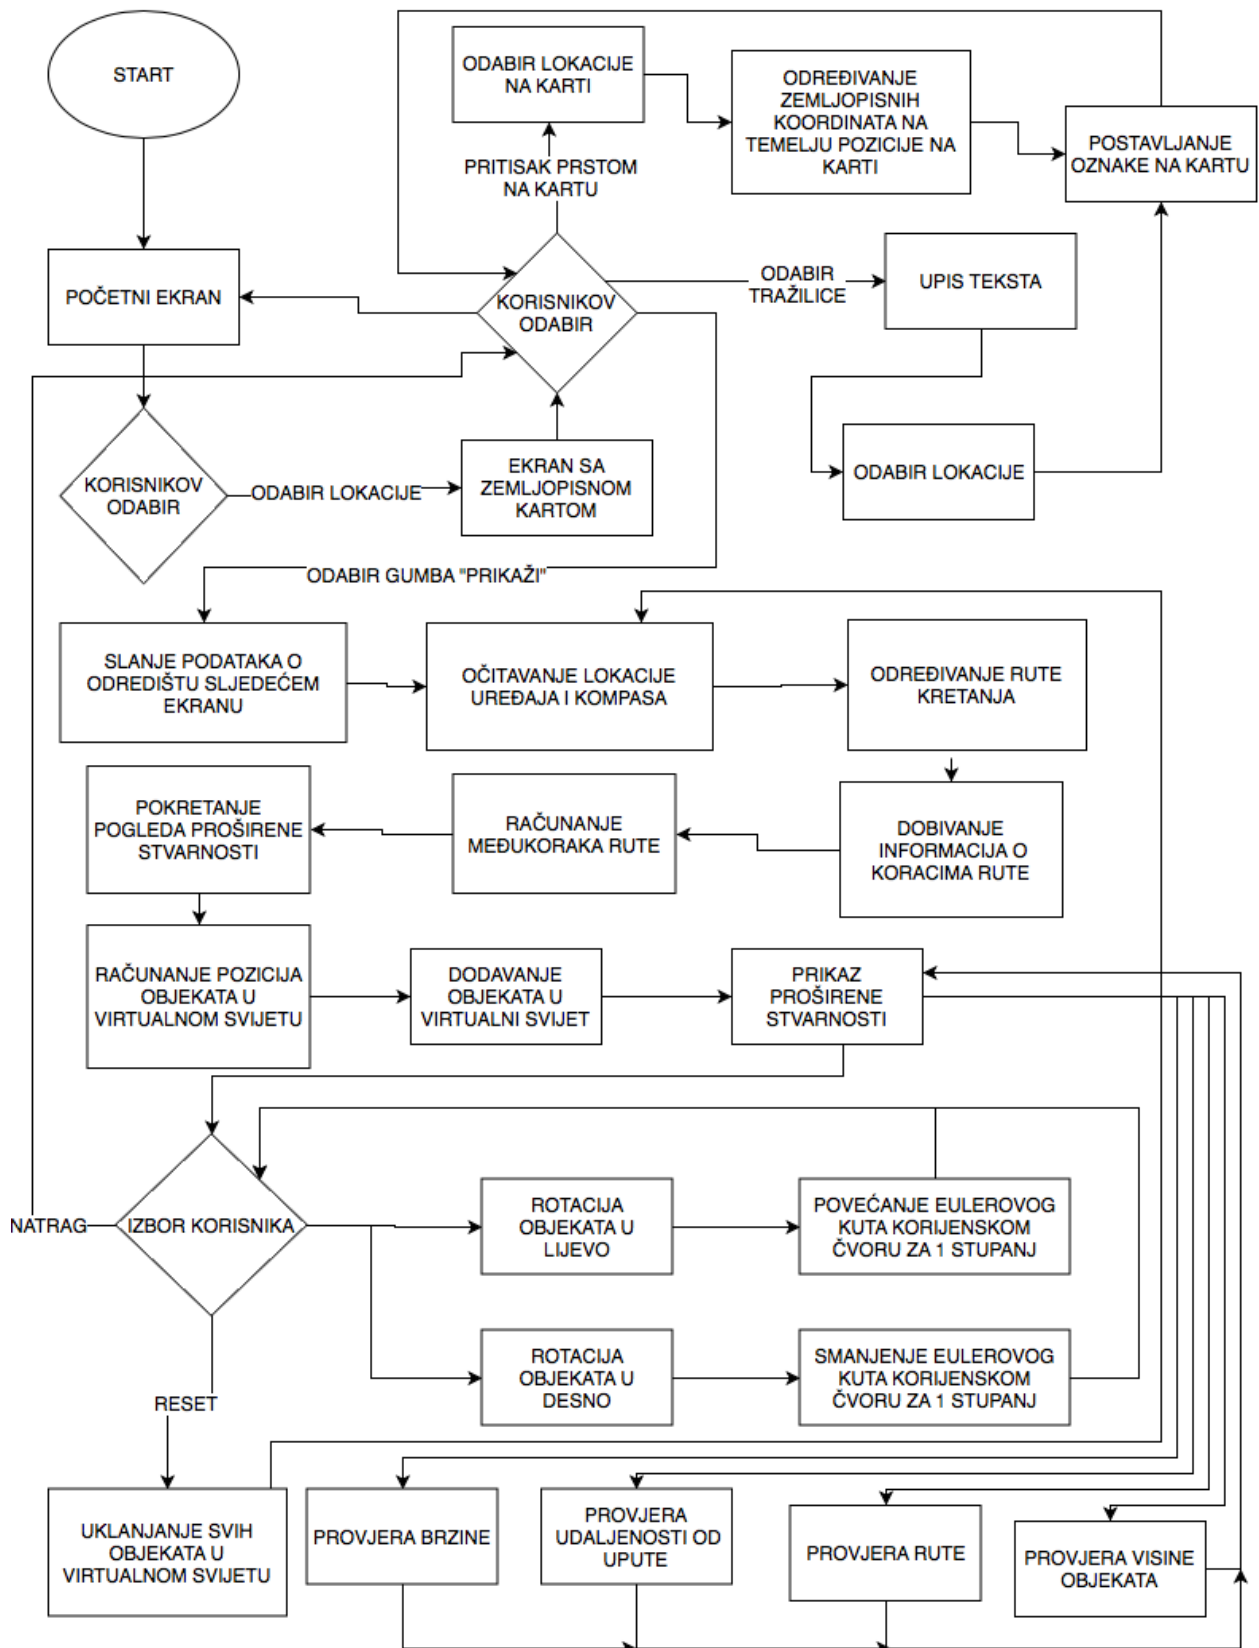 START
ODABIR LOKACIJE
NA KARTI
ODREĐIVANJE
ZEMLJOPISNIH
KOORDINATA NA
TEMELJU POZICIJE NA
KARTI
POSTAVLJANJE
OZNAKE NA KARTU
PRITISAK PRSTOM
NA KARTU
POČETNI EKRAN
KORISNIKOV
ODABIR
ODABIR
TRAŽILICE
UPIS TEKSTA
KORISNIKOV
ODABIR
ODABIR LOKACIJE
EKRAN SA
ZEMLJOPISNOM
KARTOM
ODABIR LOKACIJE
ODABIR GUMBA "PRIKAŽI"
SLANJE PODATAKA O
ODREDIŠTU SLJEDEĆEM
EKRANU
OČITAVANJE LOKACIJE
UREĐAJA I KOMPASA
ODREĐIVANJE RUTE
KRETANJA
POKRETANJE
POGLEDA PROŠIRENE
STVARNOSTI
RAČUNANJE
MEĐUKORAKA RUTE
DOBIVANJE
INFORMACIJA O
KORACIMA RUTE
RAČUNANJE POZICIJA
OBJEKATA U
VIRTUALNOM SVIJETU
DODAVANJE
OBJEKATA U
VIRTUALNI SVIJET
PRIKAZ
PROŠIRENE
STVARNOSTI
NATRAG
IZBOR KORISNIKA
ROTACIJA
OBJEKATA U
LIJEVO
POVEĆANJE EULEROVOG
KUTA KORIJENSKOM
ČVORU ZA 1 STUPANJ
ROTACIJA
OBJEKATA U
DESNO
SMANJENJE EULEROVOG
KUTA KORIJENSKOM
ČVORU ZA 1 STUPANJ
RESET
UKLANJANJE SVIH
OBJEKATA U
VIRTUALNOM SVIJETU
PROVJERA BRZINE
PROVJERA
UDALJENOSTI OD
UPUTE
PROVJERA RUTE
PROVJERA VISINE
OBJEKATA